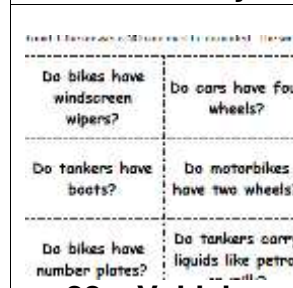 Do bikes have
windscreen
wipers?
Do cars have fou
wheels?
Do tankers have
boats?
Do motorbikes
have two wheels
Do bikes have
number plates?
Do tankers carr
liquids like petro